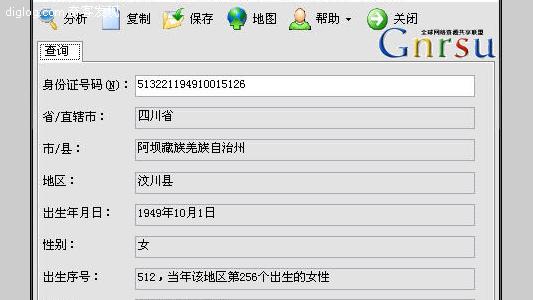 diglog.com
分析 复制 保存 地图 帮助 关闭
全球网络资源共享联盟
Gnrsu
查询
身份证号码(N)： 513221194910015126
省/直辖市： 四川省
市/县： 阿坝藏族羌族自治州
地区： 汶川县
出生年月日： 1949年10月1日
性别： 女
出生序号： 512，当年该地区第256个出生的女性